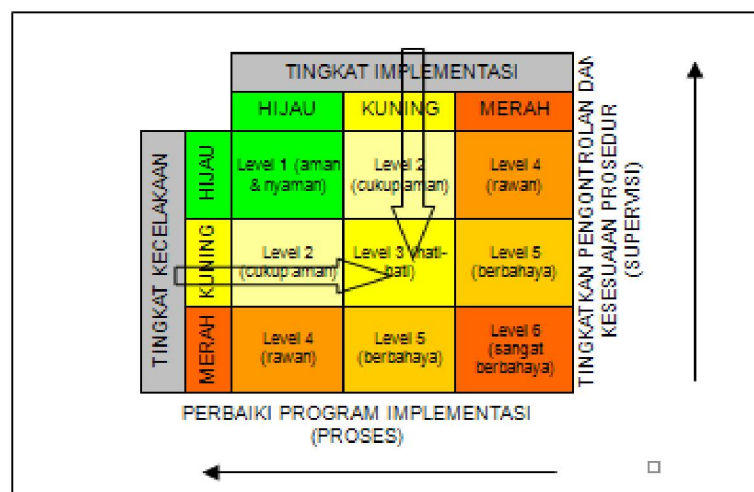 TINGKAT IMPLEMENTASI
HIJAU KUNING MERAH
TINGKAT KECELAKAAN
HIJAU
Level 1 (aman
& nyaman)
Level 2
(cukup aman)
Level 4
(rawan)
KUNING
Level 2
(cukup aman)
Level 3 (hati-
hati)
Level 5
(berbahaya)
MERAH
Level 4
(rawan)
Level 5
(berbahaya)
Level 6
(sangat
berbahaya)
TINGKATKAN PENGONTROLAN DAN
KESESUAIAN PROSEDUR
(SUPERVISI)
PERBAIKI PROGRAM IMPLEMENTASI
(PROSES)